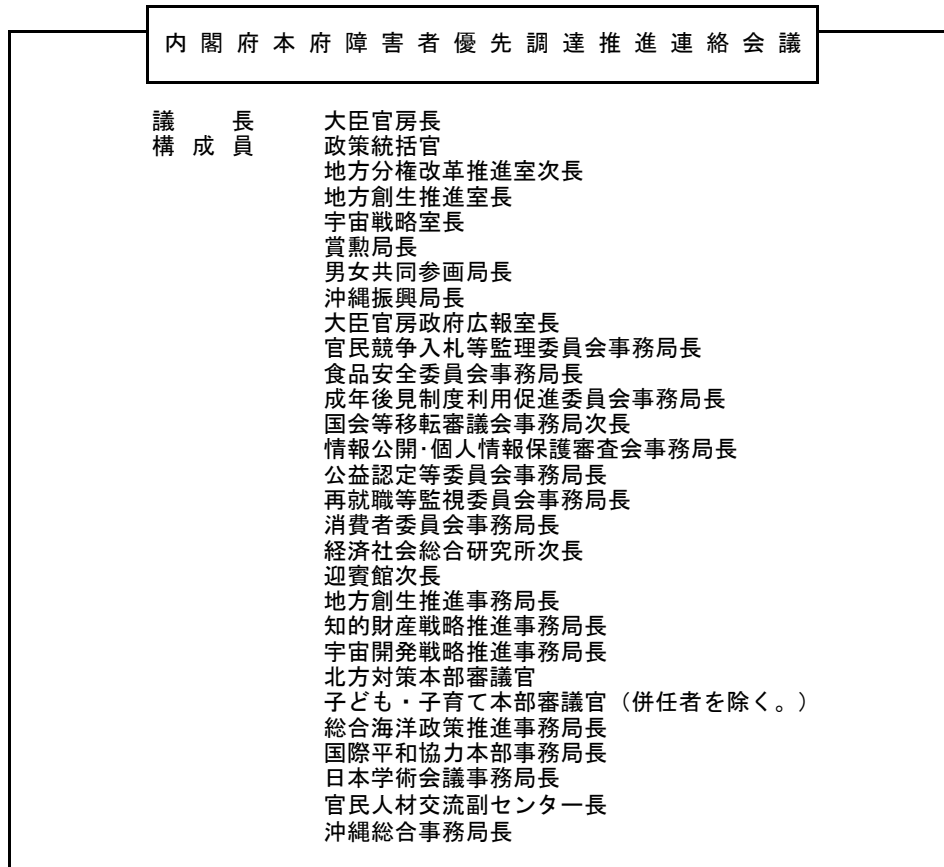 内閣府本府障害者優先調達推進連絡会議
議長 大臣官房長
構成員 政策統括官
地方分権改革推進室次長
地方創生推進室長
宇宙戦略室長
賞勲局長
男女共同参画局長
沖縄振興局長
大臣官房政府広報室長
官民競争入札等監理委員会事務局長
食品安全委員会事務局長
成年後見制度利用促進委員会事務局長
国会等移転審議会事務局次長
情報公開・個人情報保護審査会事務局長
公益認定等委員会事務局長
再就職等監視委員会事務局長
消費者委員会事務局長
経済社会総合研究所次長
迎賓館次長
地方創生推進事務局長
知的財産戦略推進事務局長
宇宙開発戦略推進事務局長
北方対策本部審議官
子ども・子育て本部審議官（併任者を除く。）
総合海洋政策推進事務局長
国際平和協力本部事務局長
日本学術会議事務局長
官民人材交流副センター長
沖縄総合事務局長